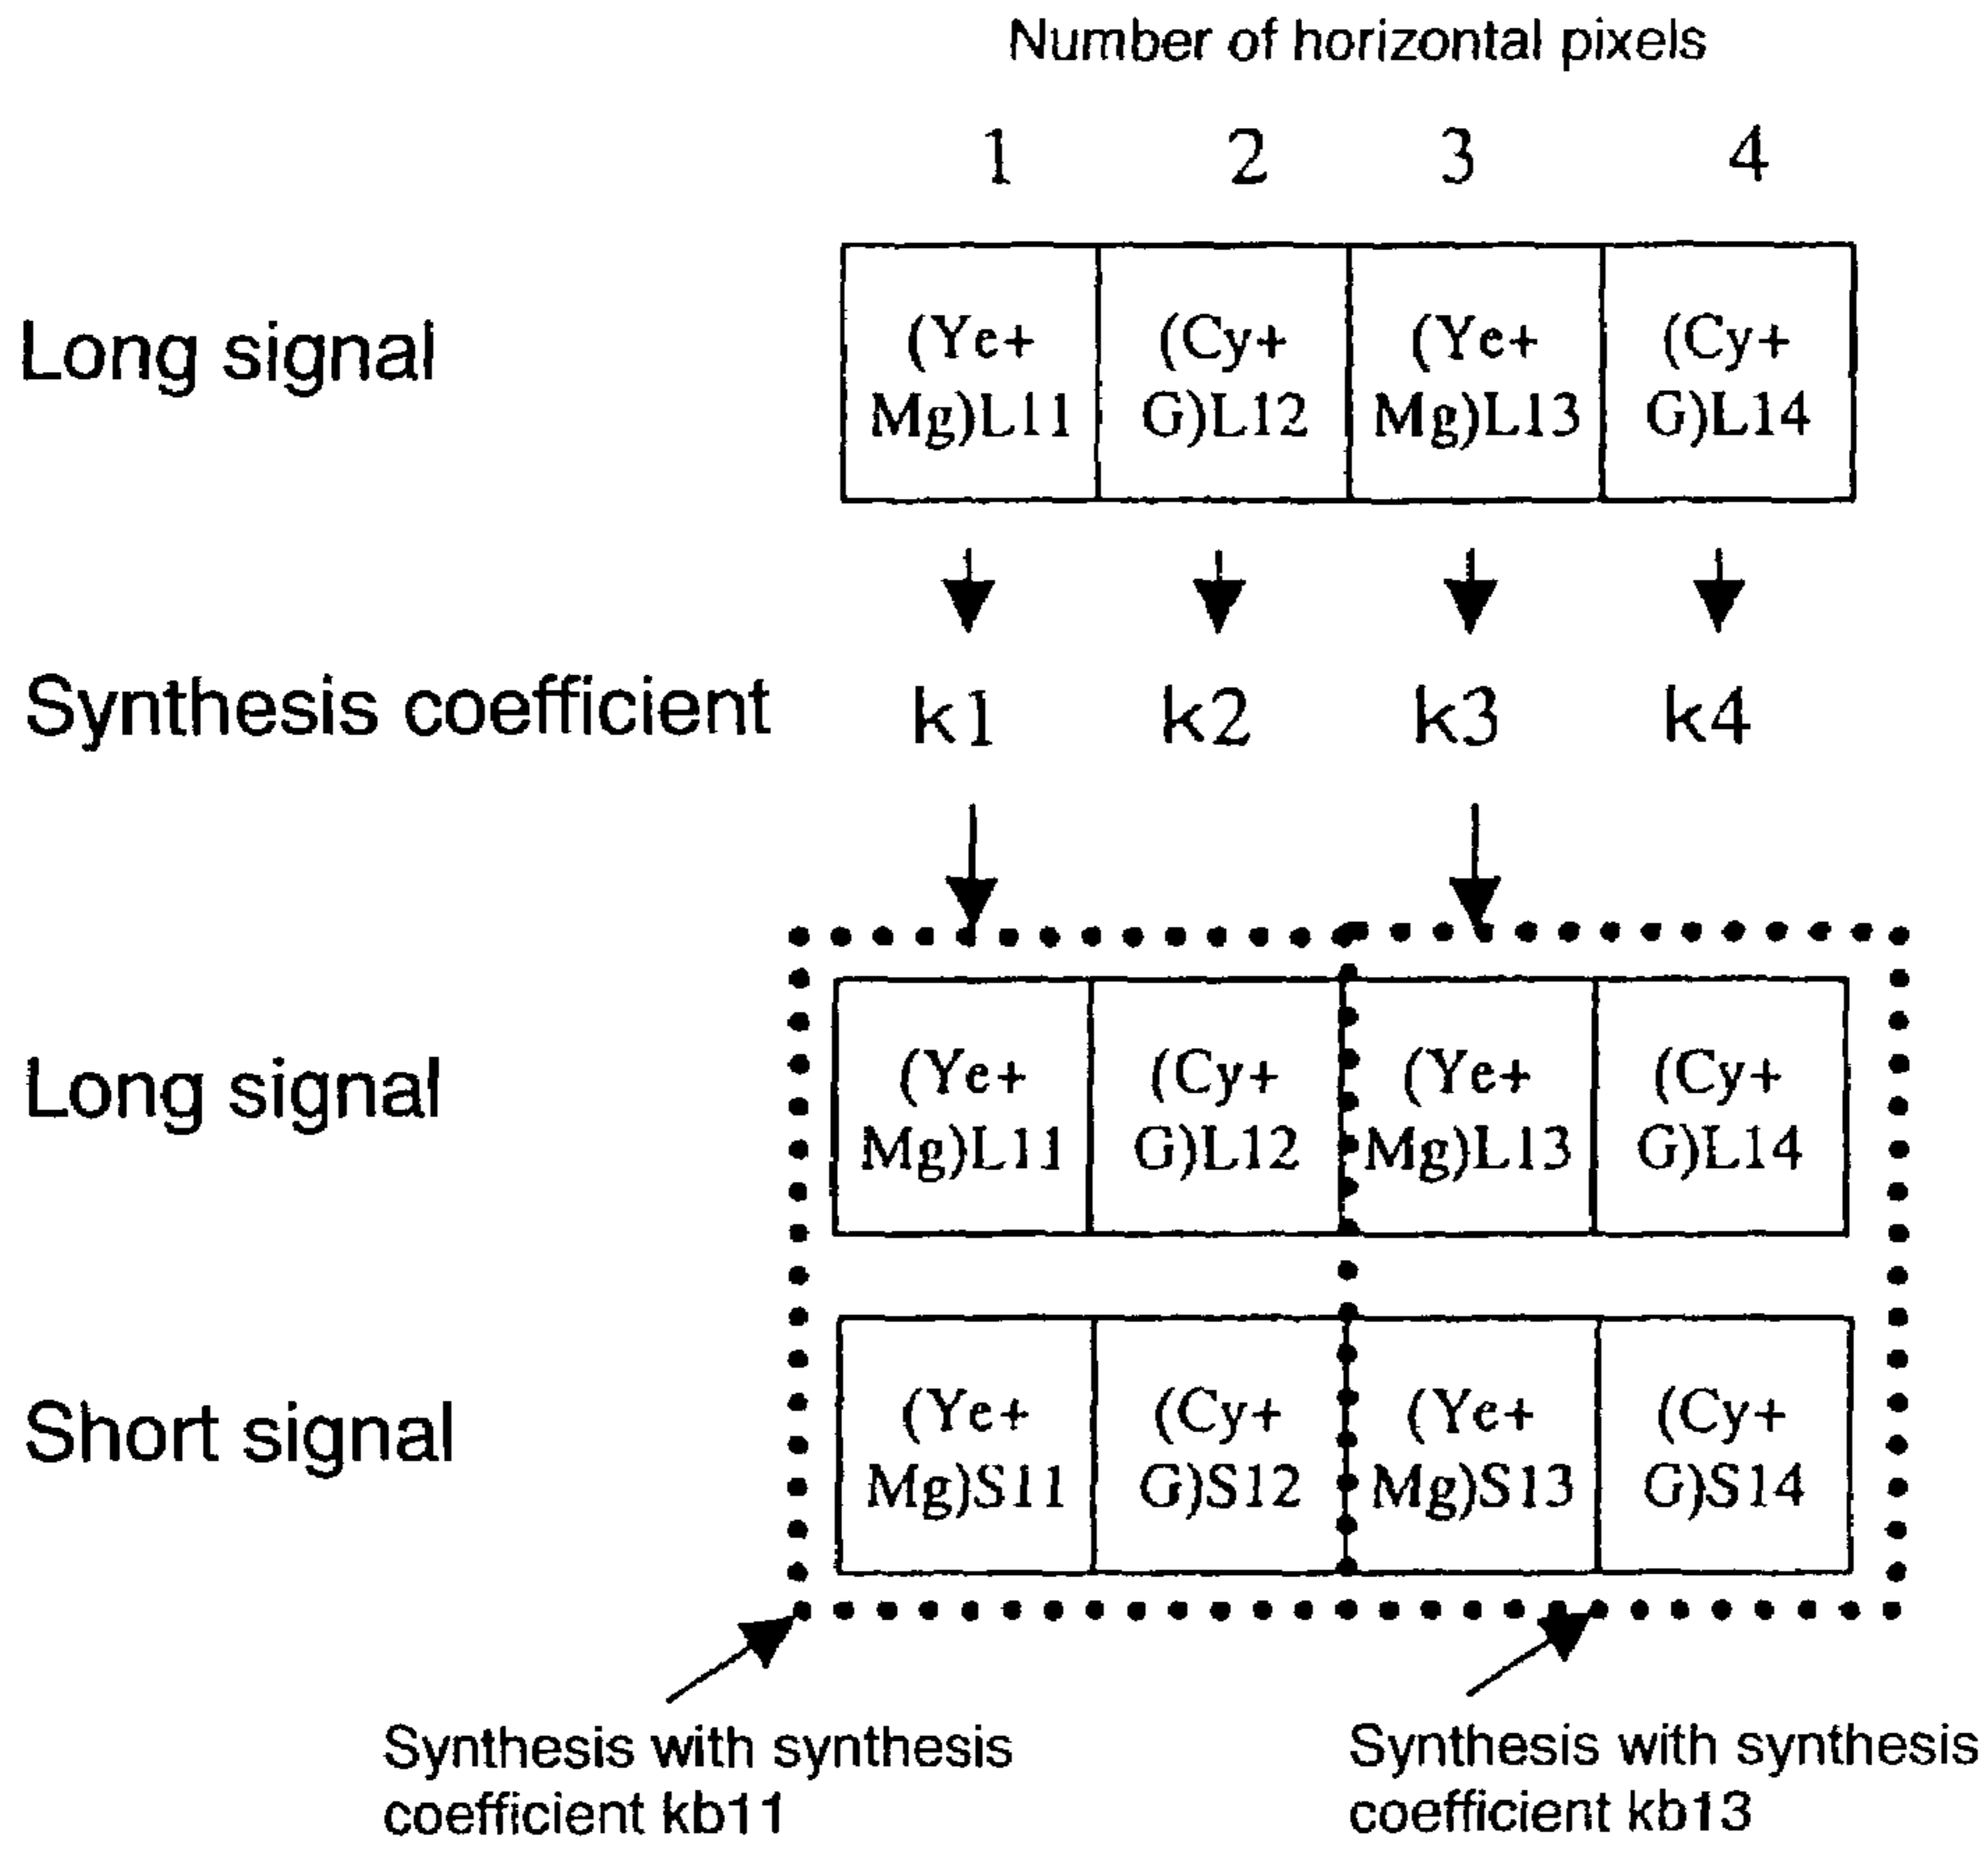 Number of horizontal pixels
1 2 3 4
Long signal
(Ye+ (Cy+ (Ye+ (Cy+
Mg)L11 G)L12 Mg)L13 G)L14
Synthesis coefficient k1 k2 k3 k4
Long signal
(Ye+ (Cy+ (Ye+ (Cy+
Mg)L11 G)L12 Mg)L13 G)L14
Short signal
(Ye+ (Cy+ (Ye+ (Cy+
Mg)S11 G)S12 Mg)S13 G)S14
Synthesis with synthesis
coefficient kb11
Synthesis with synthesis
coefficient kb13